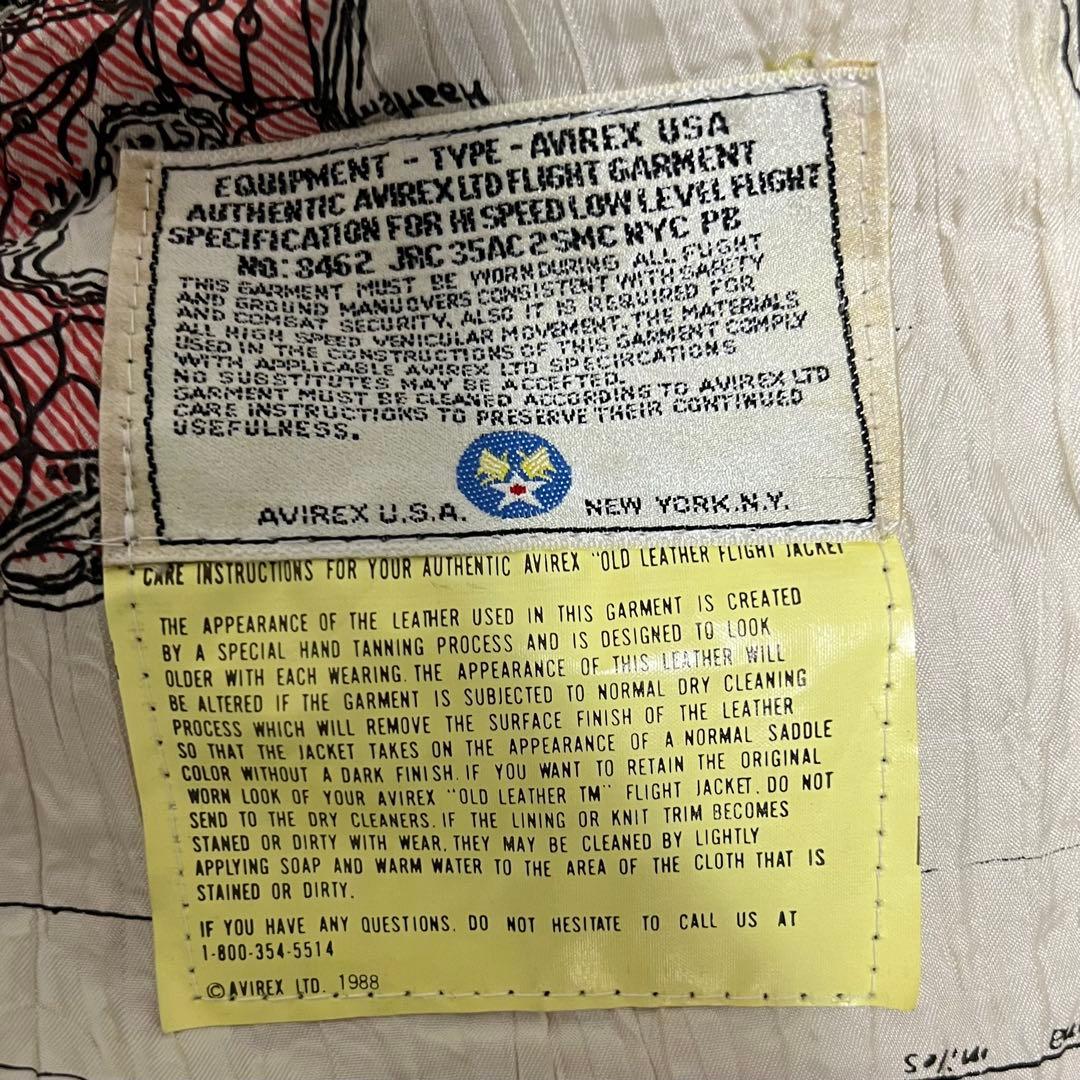 Haarlem
EQUIPMENT - TYPE - AVIREX USA
AUTHENTIC AVIREX LTD FLIGHT GARMENT
SPECIFICATION FOR HI SPEED LOW LEVEL FLIGHT
NO: 8462 JRC 35AC 2 SMC NYC PB
THIS GARMENT MUST BE WORN DURING ALL FLIGHT
AND GROUND MANUOVERS CONSISTENT WITH SAFETY
AND COMBAT SECURITY. ALSO IT IS REQUIRED FOR
ALL HIGH SPEED VENICULAR MOVEMENT. THE MATERIALS
USED IN THE CONSTRUCTIONS OF THIS GARMENT COMPLY
WITH APPLICABLE AVIREX LTD SPECIRCATIONS
NO SUBSTITUTES MAY BE ACCEFTED.
GARMENT MUST BE CLEANED ACCORDING TO AVIREX LTD
CARE INSTRUCTIONS TO PRESERVE THEIR CONTINUED
USEFULNESS.
AVIREX U.S.A. NEW YORK.N.Y.
CARE INSTRUCTIONS FOR YOUR AUTHENTIC AVIREX "OLD LEATHER FLIGHT JACKET
THE APPEARANCE OF THE LEATHER USED IN THIS GARMENT IS CREATED
BY A SPECIAL HAND TANNING PROCESS AND IS DESIGNED TO LOOK
OLDER WITH EACH WEARING. THE APPEARANCE OF THIS LEATHER WILL
BE ALTERED IF THE GARMENT IS SUBJECTED TO NORMAL DRY CLEANING
PROCESS WHICH WILL REMOVE THE SURFACE FINISH OF THE LEATHER
SO THAT THE JACKET TAKES ON THE APPEARANCE OF A NORMAL SADDLE
COLOR WITHOUT A DARK FINISH. IF YOU WANT TO RETAIN THE ORIGINAL
WORN LOOK OF YOUR AVIREX "OLD LEATHER TM" FLIGHT JACKET. DO NOT
SEND TO THE DRY CLEANERS. IF THE LINING OR KNIT TRIM BECOMES
STANED OR DIRTY WITH WEAR, THEY MAY BE CLEANED BY LIGHTLY
APPLYING SOAP AND WARM WATER TO THE AREA OF THE CLOTH THAT IS
STAINED OR DIRTY.
IF YOU HAVE ANY QUESTIONS. DO NOT HESITATE TO CALL US AT
1-800-354-5514
©AVIREX LTD. 1988